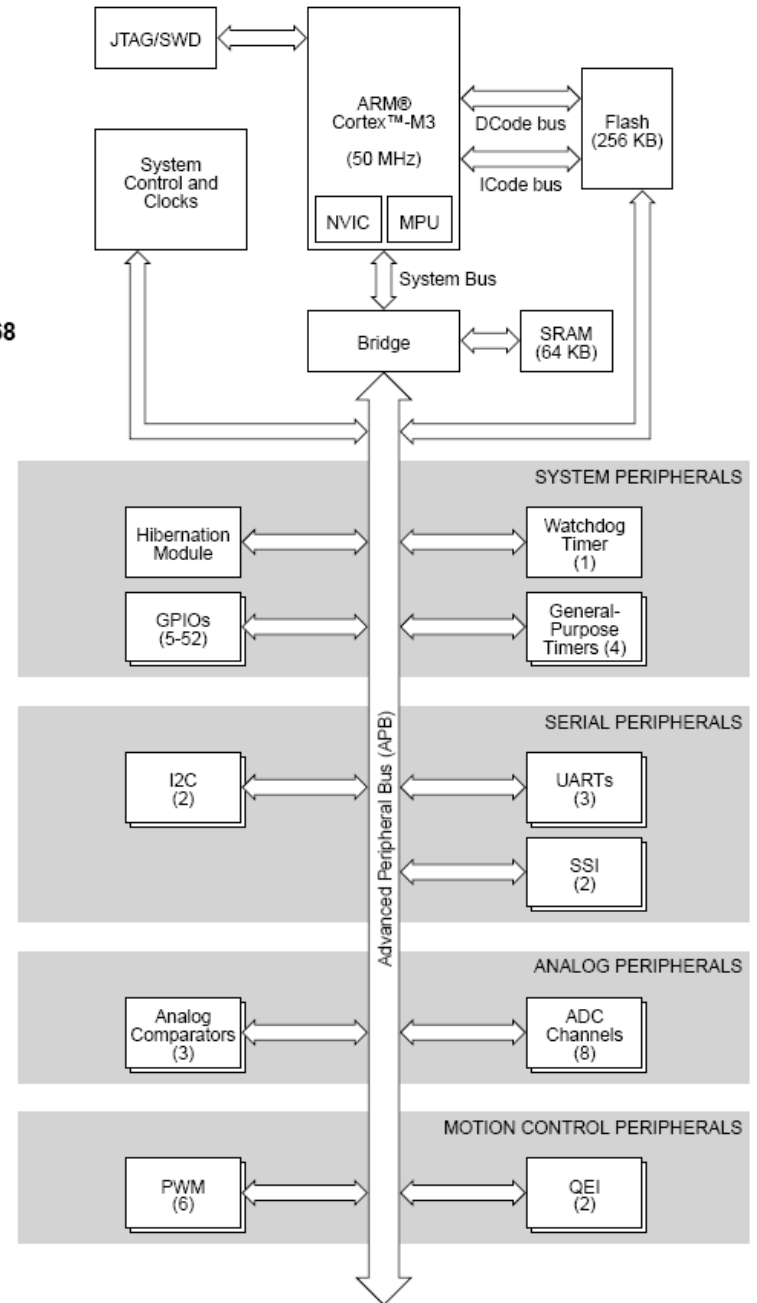 JTAG/SWD
ARM®
Cortex™-M3
(50 MHz)
NVIC
MPU
DCode bus
ICode bus
Flash
(256 KB)
System
Control and
Clocks
System Bus
Bridge
SRAM
(64 KB)
68
SYSTEM PERIPHERALS
Hibernation
Module
Watchdog
Timer
(1)
GPIOs
(5-52)
General-
Purpose
Timers (4)
Advanced Peripheral Bus (APB)
SERIAL PERIPHERALS
I2C
(2)
UARTs
(3)
SSI
(2)
ANALOG PERIPHERALS
Analog
Comparators
(3)
ADC
Channels
(8)
MOTION CONTROL PERIPHERALS
PWM
(6)
QEI
(2)